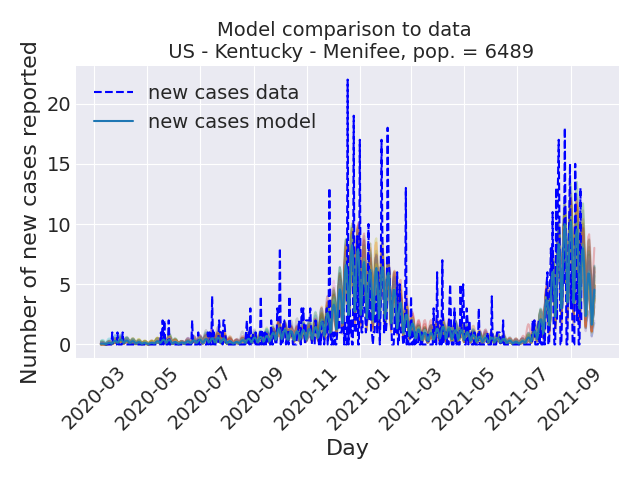 Model comparison to data
US - Kentucky - Menifee, pop. = 6489
Number of new cases reported
20
15
10
5
0
new cases data
new cases model
2020-03
2020-05
2020-07
2020-09
2020-11
2021-01
2021-03
2021-05
2021-07
2021-09
Day